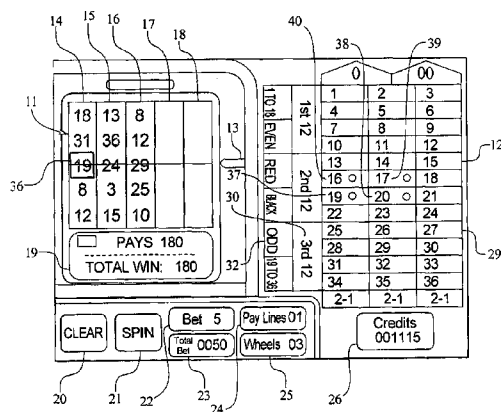 15 16 17
14 18
40 38 39
0 00
18 13 8
11
31 36 12
36
19 24 29
8 3 25
12 15 10
13
PAYS 180
TOTAL WIN: 180
19
37
30
32
1 TO 18 EVEN RED BLACK ODD 19 TO 36
1st 12 2nd 12 3rd 12
1 2 3
4 5 6
7 8 9
10 11 12
13 14 15
16 17 18
19 20 21
22 23 24
25 26 27
28 29 30
31 32 33
34 35 36
2-1 2-1 2-1
12
29
CLEAR SPIN
Bet 5 Pay Lines 01
Total Bet 0050 Wheels 03
Credits
001115
20 21 22 23 24 25 26